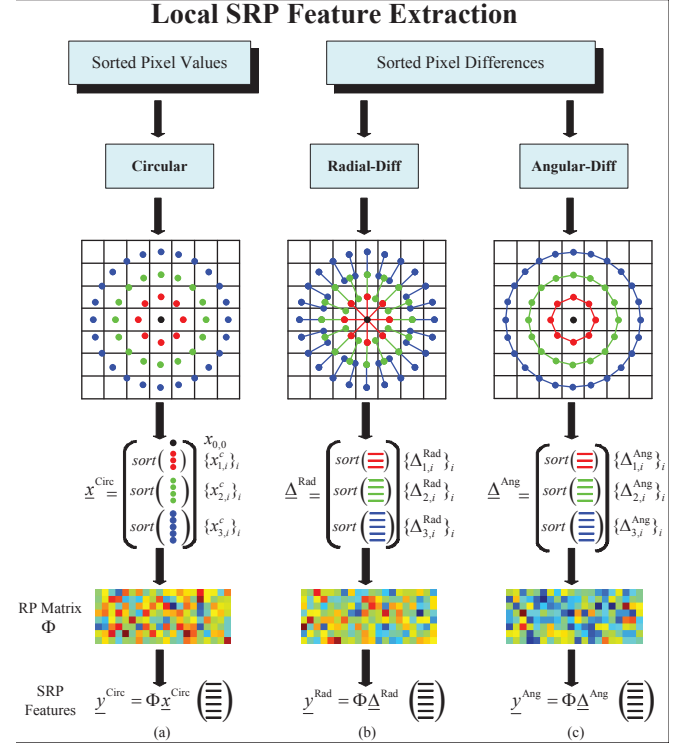 Local SRP Feature Extraction
Sorted Pixel Values
Sorted Pixel Differences
Circular
Radial-Diff
Angular-Diff
x̲^Circ = sort( ) sort( ) sort( ) x_{0,0} {x^c_{1,i}}_i {x^c_{2,i}}_i {x^c_{3,i}}_i
Δ̲^Rad = sort( ) sort( ) sort( ) {Δ^Rad_{1,i}}_i {Δ^Rad_{2,i}}_i {Δ^Rad_{3,i}}_i
Δ̲^Ang = sort( ) sort( ) sort( ) {Δ^Ang_{1,i}}_i {Δ^Ang_{2,i}}_i {Δ^Ang_{3,i}}_i
RP Matrix
Φ
SRP
Features
y̲^Circ = Φx̲^Circ
y̲^Rad = ΦΔ̲^Rad
y̲^Ang = ΦΔ̲^Ang
(a)
(b)
(c)